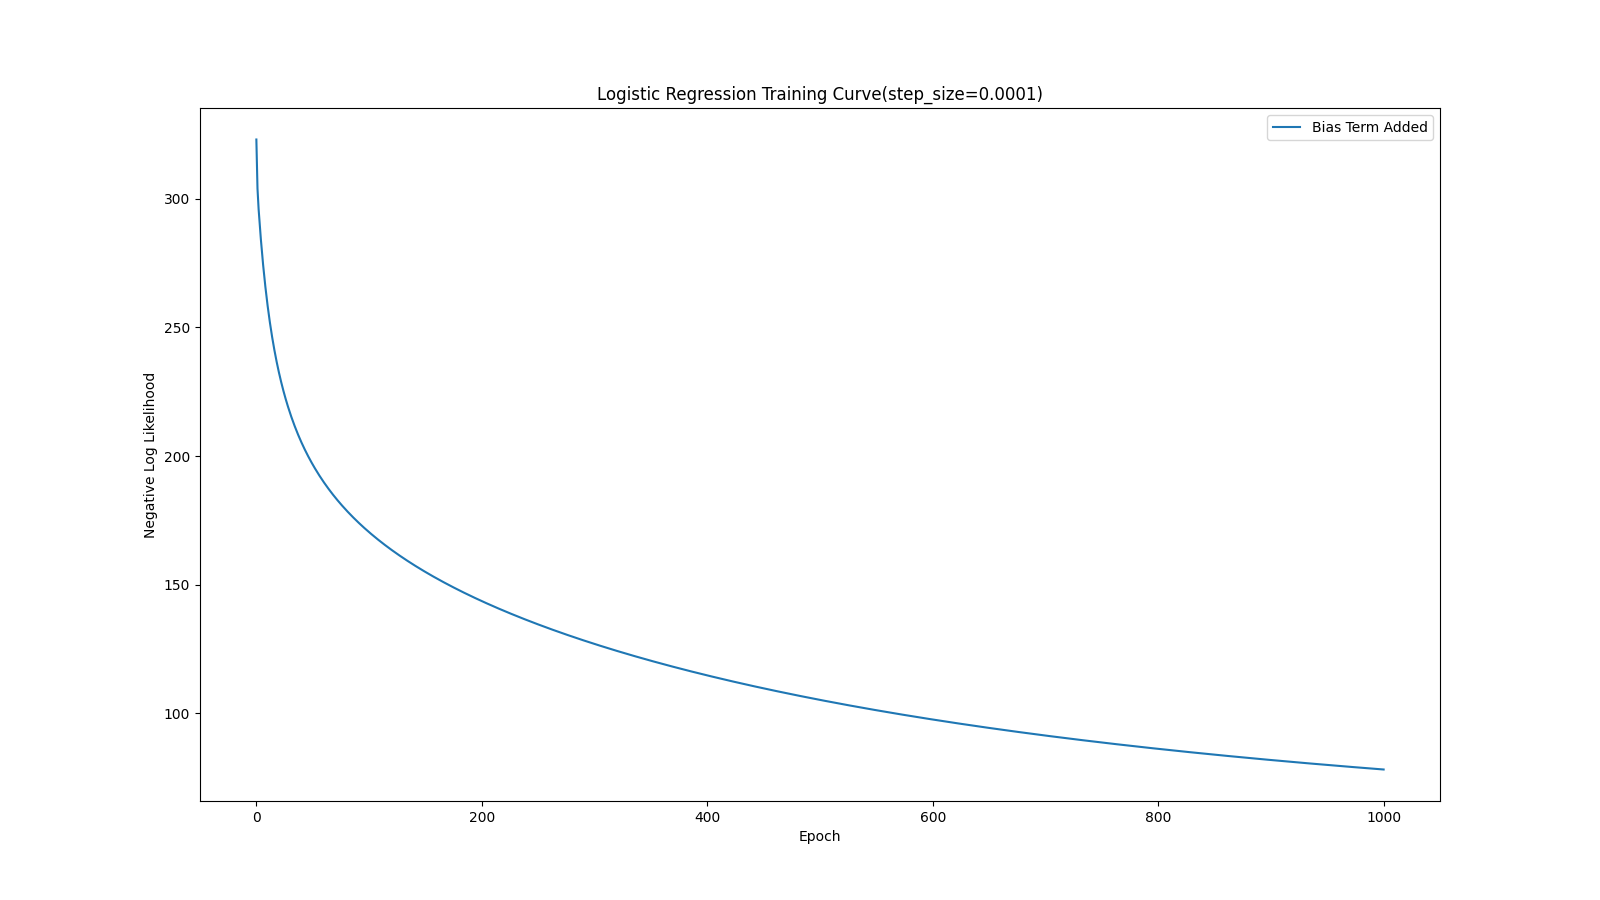 Logistic Regression Training Curve(step_size=0.0001)
Bias Term Added
Negative Log Likelihood
300
250
200
150
100
0 200 400 600 800 1000
Epoch